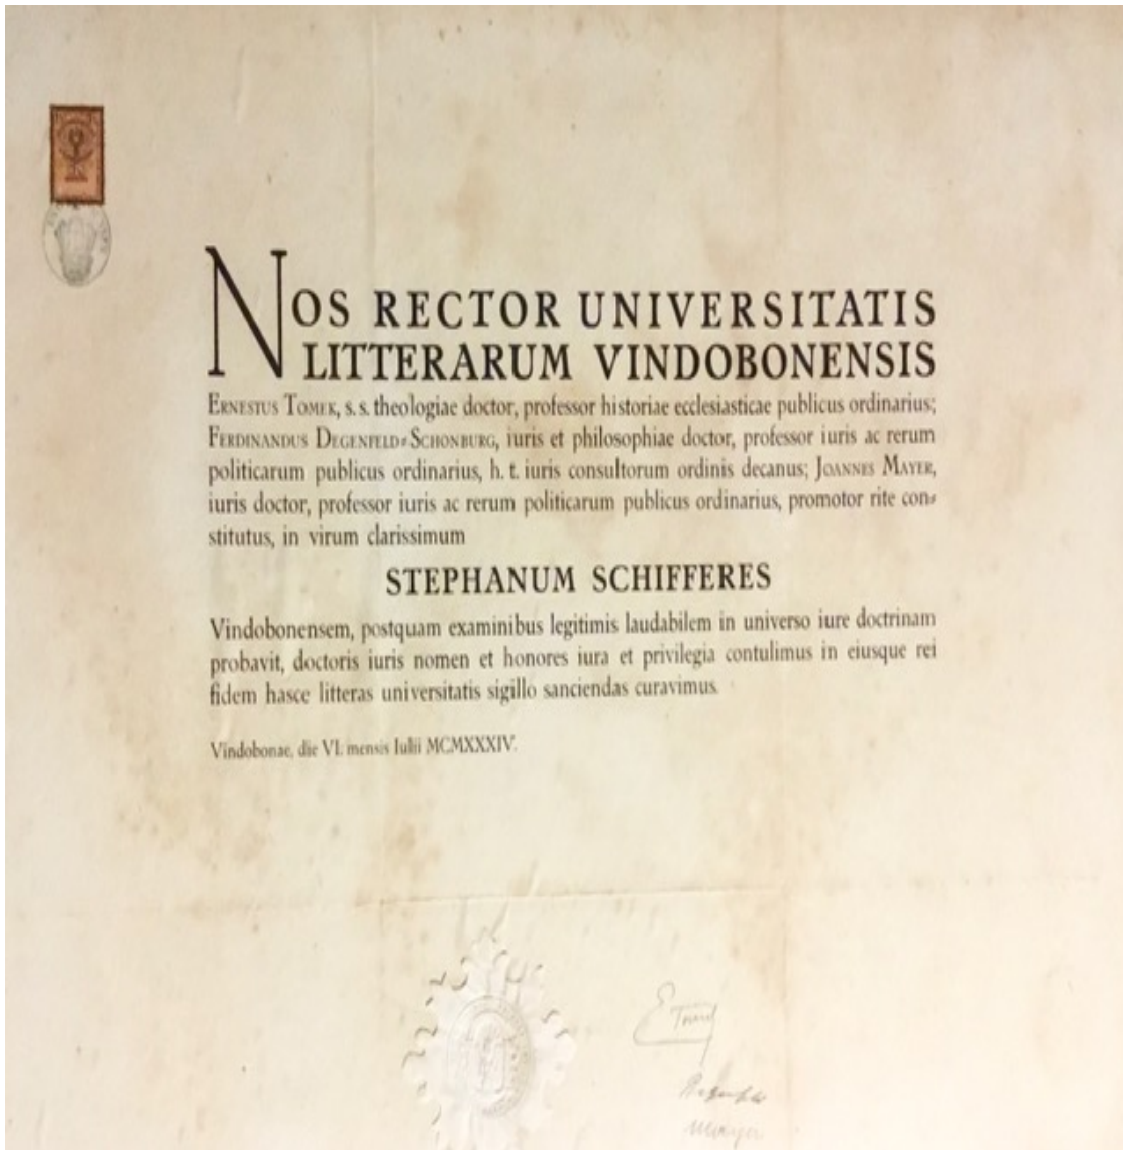 NOS RECTOR UNIVERSITATIS
LITTERARUM VINDOBONENSIS
ERNESTUS TOMEK, s. s. theologiae doctor, professor historiae ecclesiasticae publicus ordinarius;
FERDINANDUS DEGENFELD-SCHONBURG, iuris et philosophiae doctor, professor iuris ac rerum
politicarum publicus ordinarius, h. t. iuris consultorum ordinis decanus; JOANNES MAYER,
iuris doctor, professor iuris ac rerum politicarum publicus ordinarius, promotor rite con-
stitutus, in virum clarissimum
STEPHANUM SCHIFFERES
Vindobonensem, postquam examinibus legitimis laudabilem in universo iure doctrinam
probavit, doctoris iuris nomen et honores iura et privilegia contulimus in eiusque rei
fidem hasce litteras universitatis sigillo sanciendas curavimus.
Vindobonae, die VI. mensis Iulii MCMXXXIV.
E Tomek